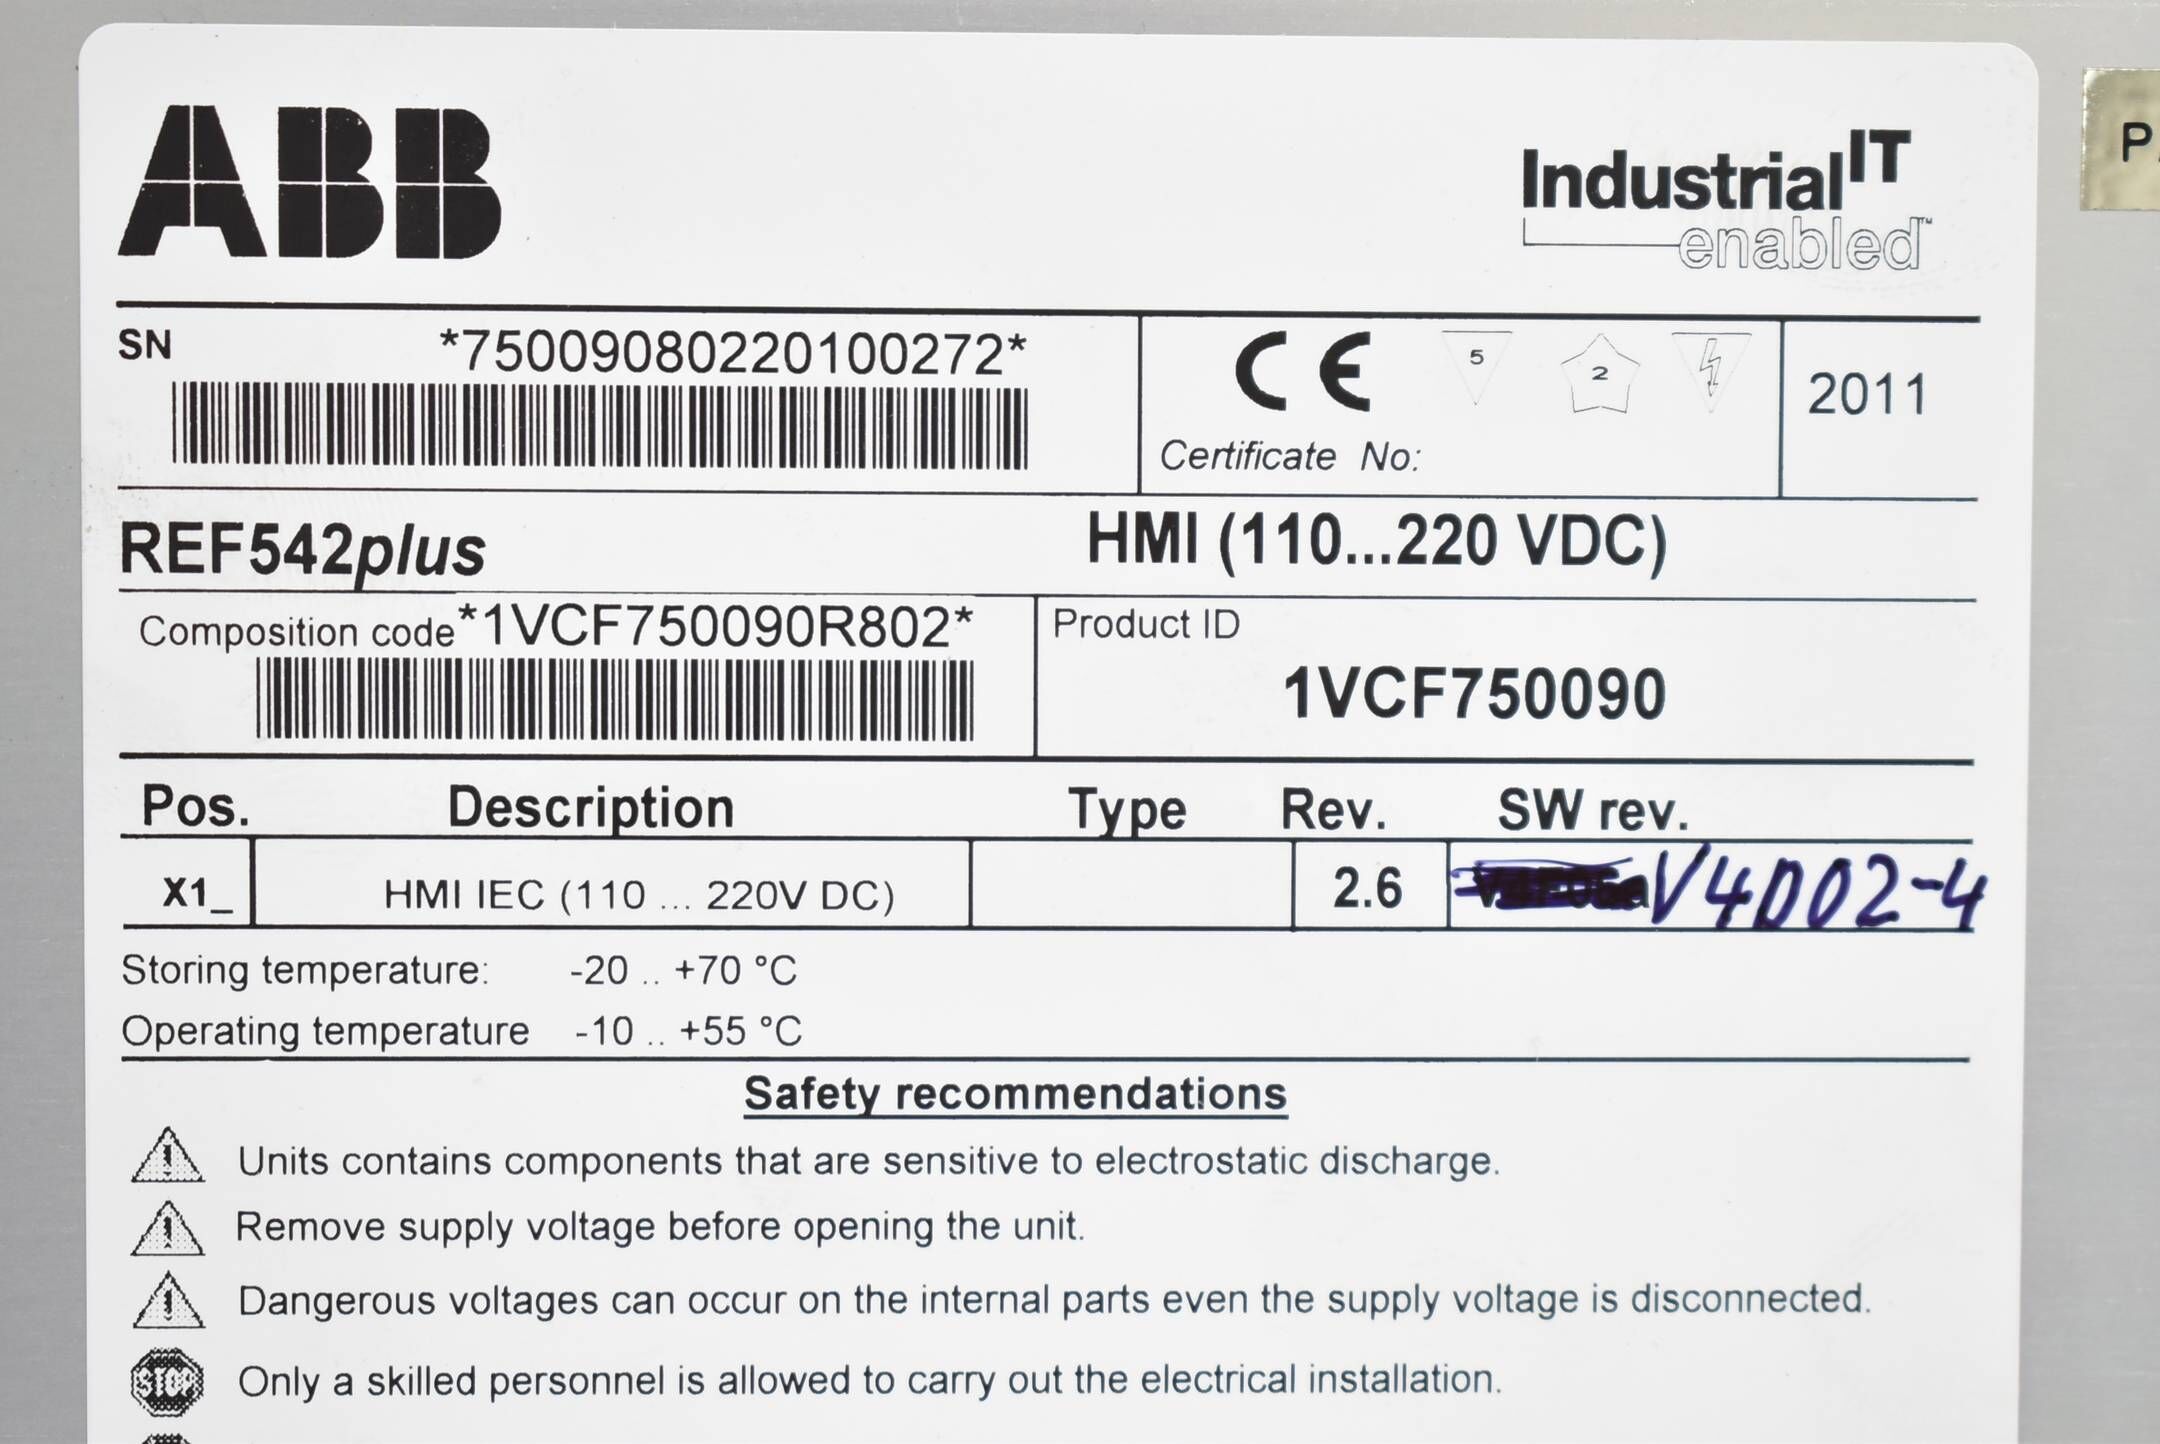 ABB
Industrial IT
enabled™
P
SN *75009080220100272*
CE 5 2
2011
Certificate No:
REF542plus HMI (110...220 VDC)
Composition code *1VCF750090R802*
Product ID
1VCF750090
Pos. Description Type Rev. SW rev.
X1_ HMI IEC (110 ... 220V DC) 2.6 V4D02-4
Storing temperature: -20 .. +70 °C
Operating temperature -10 .. +55 °C
Safety recommendations
Units contains components that are sensitive to electrostatic discharge.
Remove supply voltage before opening the unit.
Dangerous voltages can occur on the internal parts even the supply voltage is disconnected.
STOP Only a skilled personnel is allowed to carry out the electrical installation.